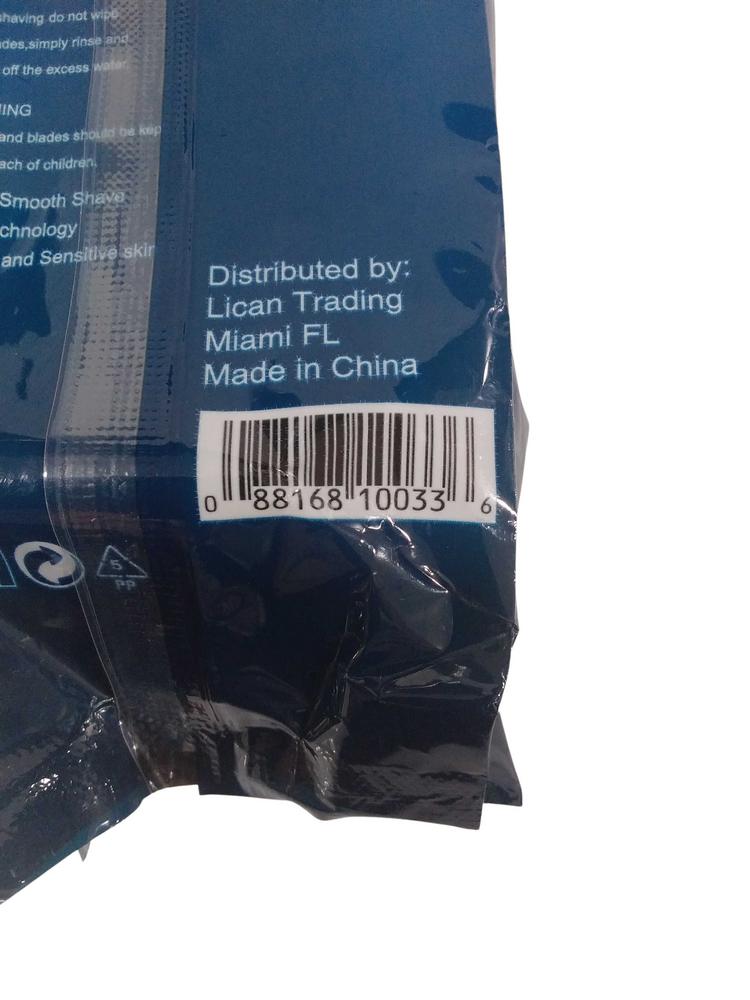 shaving do not wipe
ades,simply rinse and
off the excess water.
NING
and blades should be kep
ach of children.
Smooth Shave
chnology
and Sensitive skin
Distributed by:
Lican Trading
Miami FL
Made in China
0 88168 10033 6
5
PP